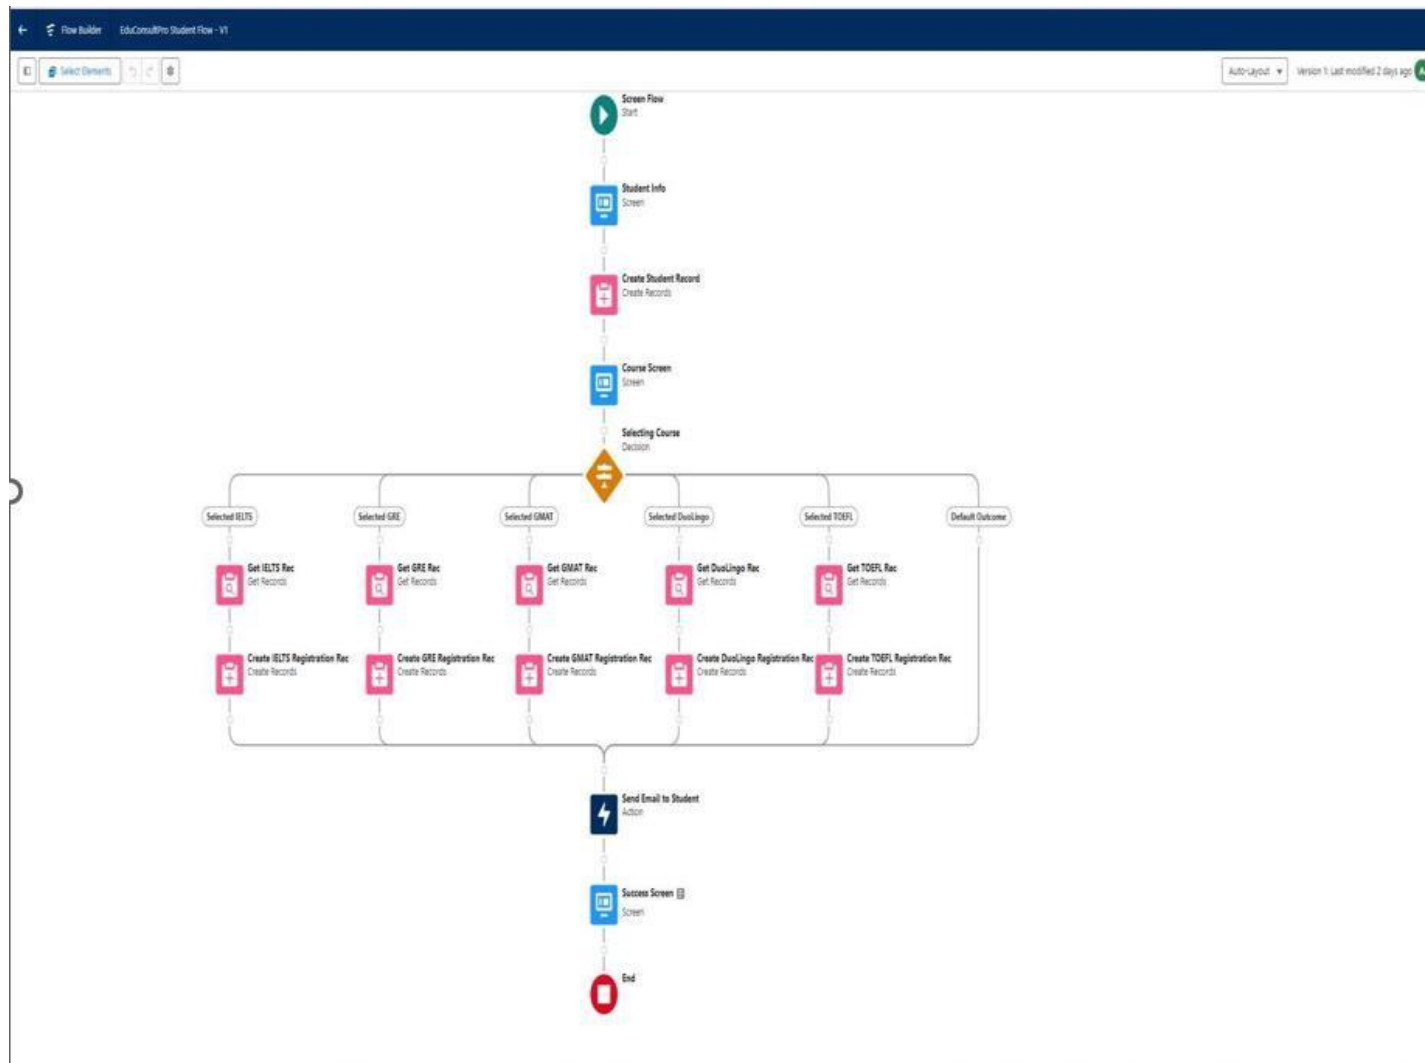 Flow Builder EduConsultPro Student Flow - V1
Select Elements Auto-Layout Version 1: Last modified 2 days ago
Screen Flow
Start
Student Info
Screen
Create Student Record
Create Records
Course Screen
Screen
Selecting Course
Decision
Selected IELTS Selected GRE Selected GMAT Selected DuoLingo Selected TOEFL Default Outcome
Get IELTS Rec Get GRE Rec Get GMAT Rec Get DuoLingo Rec Get TOEFL Rec
Get Records Get Records Get Records Get Records Get Records
Create IELTS Registration Rec Create GRE Registration Rec Create GMAT Registration Rec Create DuoLingo Registration Rec Create TOEFL Registration Rec
Create Records Create Records Create Records Create Records Create Records
Send Email to Student
Action
Success Screen
Screen
End